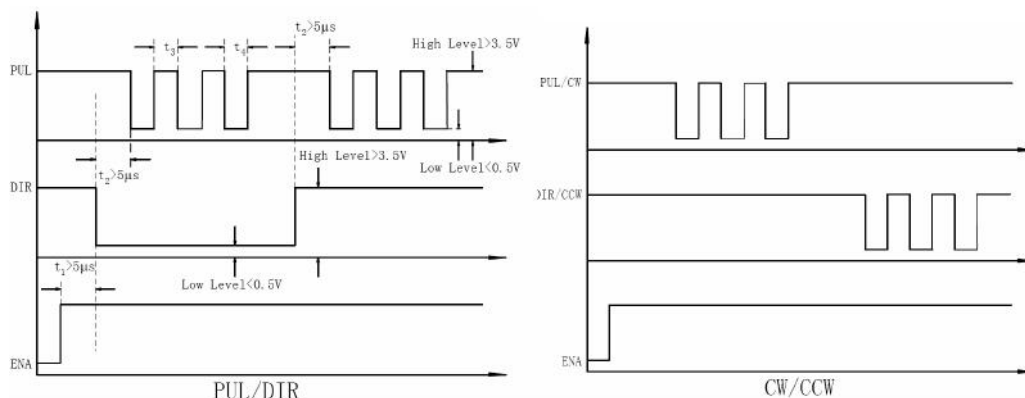 t₂>5μs
t₃
t₄
High Level>3.5V
PUL
High Level>3.5V
Low Level<0.5V
t₂>5μs
DIR
t₁>5μs
Low Level<0.5V
ENA
PUL/DIR
PUL/CW
DIR/CCW
ENA
CW/CCW